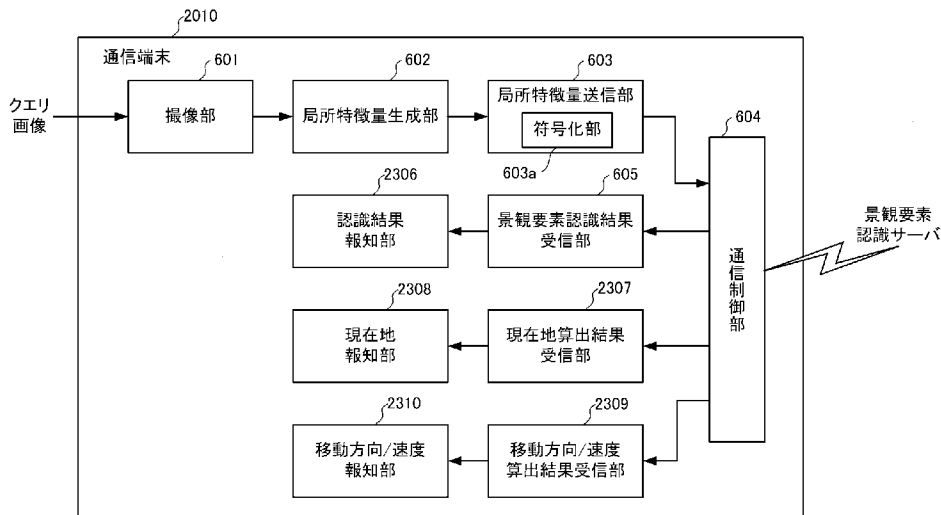 2010
通信端末
クエリ
画像
601
撮像部
602
局所特徴量生成部
603
局所特徴量送信部
符号化部
603a
604
通信制御部
景観要素
認識サーバ
2306
認識結果
報知部
605
景観要素認識結果
受信部
2308
現在地
報知部
2307
現在地算出結果
受信部
2310
移動方向/速度
報知部
2309
移動方向/速度
算出結果受信部